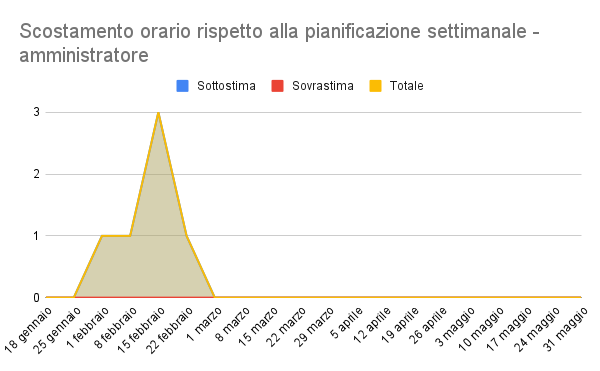 Scostamento orario rispetto alla pianificazione settimanale -
amministratore
Sottostima Sovrastima Totale
3
2
1
0
18 gennaio 25 gennaio 1 febbraio 8 febbraio 15 febbraio 22 febbraio 1 marzo 8 marzo 15 marzo 22 marzo 29 marzo 5 aprile 12 aprile 19 aprile 26 aprile 3 maggio 10 maggio 17 maggio 24 maggio 31 maggio